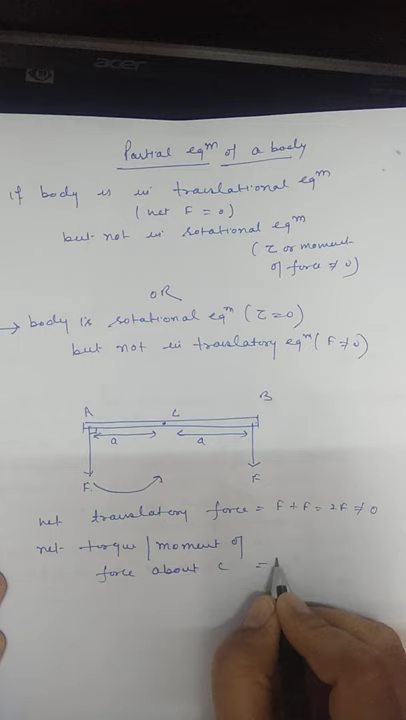 acer
Partial eqm of a body
if body is in translational eqm
(net F = 0)
but not in rotational eqm
(τ or moment
of force ≠ 0)
OR
→ body is rotational eqm (τ = 0)
but not in translatory eqm (F ≠ 0)
A C B
a a
F F
net translatory force = F + F = 2F ≠ 0
net torque | moment of
force about C =